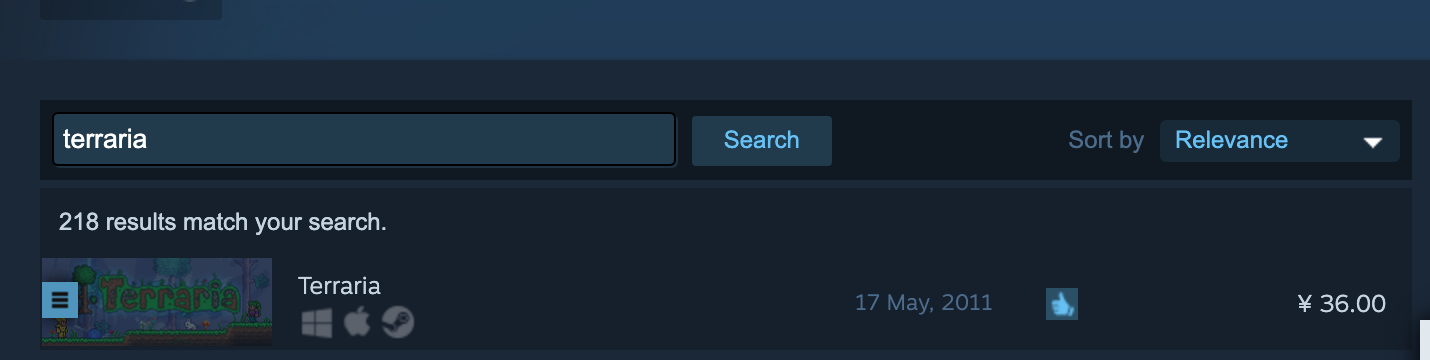 terraria
Search
Sort by
Relevance
218 results match your search.
Terraria
Terraria
17 May, 2011
¥ 36.00